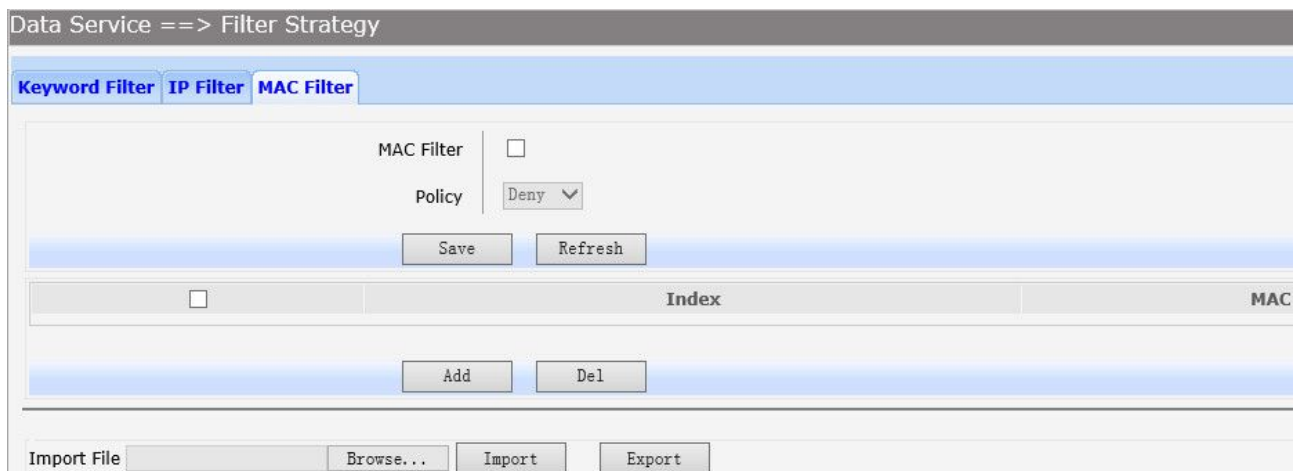 Data Service ==> Filter Strategy
Keyword Filter IP Filter MAC Filter
MAC Filter
Policy Deny
Save Refresh
Index MAC
Add Del
Import File Browse... Import Export